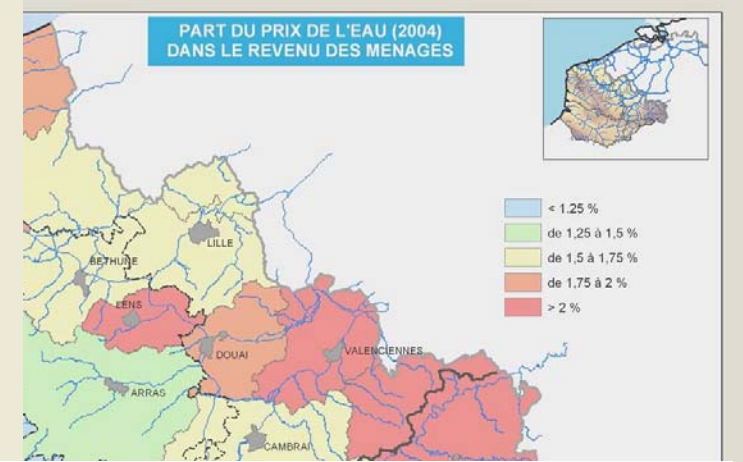 PART DU PRIX DE L'EAU (2004)
DANS LE REVENU DES MENAGES
< 1.25 %
de 1,25 à 1,5 %
de 1,5 à 1,75 %
de 1,75 à 2 %
> 2 %
LILLE
BETHUNE
LENS
DOUAI
VALENCIENNES
ARRAS
CAMBRAI